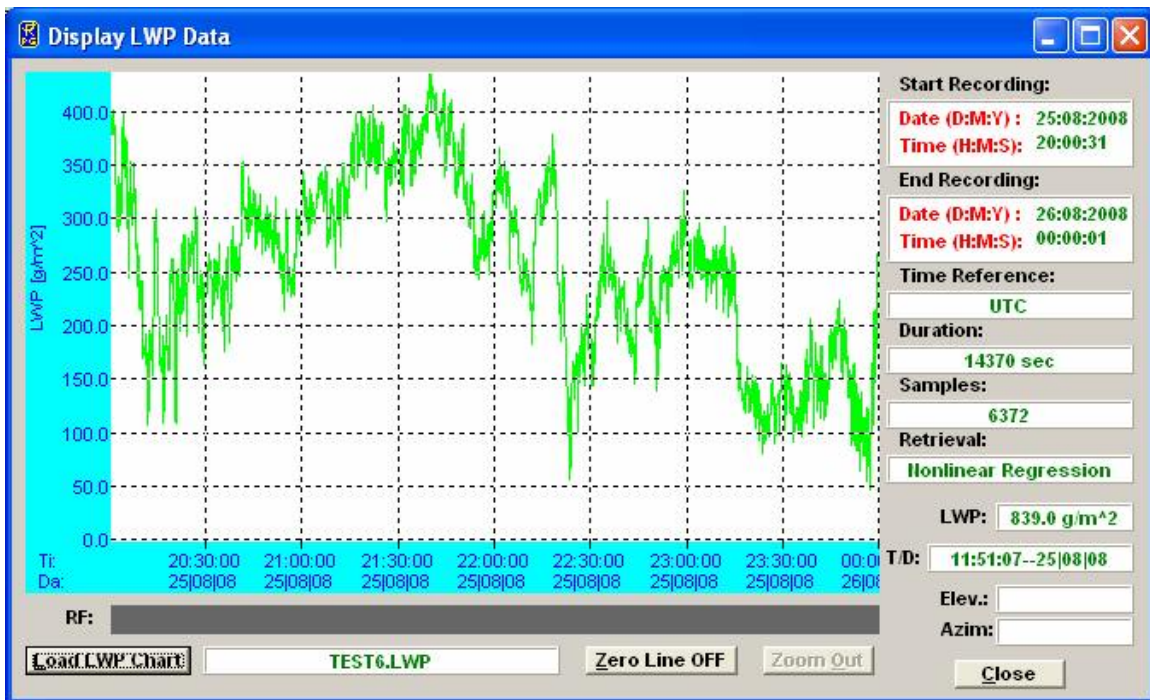 Display LWP Data
LWP [g/m^2]
400.0
350.0
300.0
250.0
200.0
150.0
100.0
50.0
0.0
Ti: 20:30:00 21:00:00 21:30:00 22:00:00 22:30:00 23:00:00 23:30:00 00:00
Da: 25|08|08 25|08|08 25|08|08 25|08|08 25|08|08 25|08|08 25|08|08 26|08
RF:
Load LWP Chart
TEST6.LWP
Zero Line OFF
Zoom Out
Start Recording:
Date (D:M:Y) : 25:08:2008
Time (H:M:S): 20:00:31
End Recording:
Date (D:M:Y) : 26:08:2008
Time (H:M:S): 00:00:01
Time Reference:
UTC
Duration:
14370 sec
Samples:
6372
Retrieval:
Nonlinear Regression
LWP: 839.0 g/m^2
T/D: 11:51:07--25|08|08
Elev.:
Azim:
Close